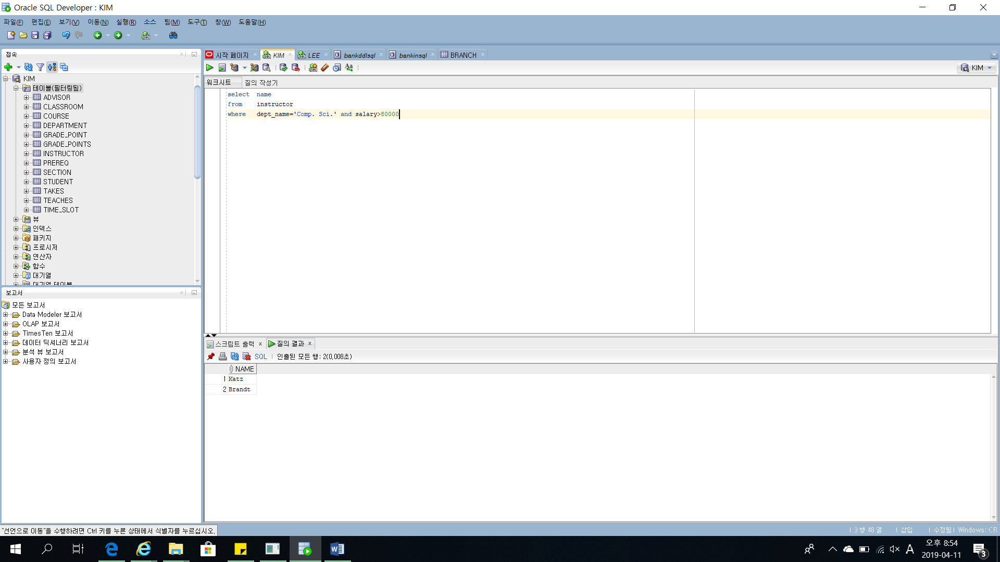 Oracle SQL Developer : KIM
파일(F) 편집(E) 보기(V) 이동(N) 실행(R) 소스 팀(M) 도구(T) 창(W) 도움말(H)
접속
KIM
테이블(필터링됨)
ADVISOR
CLASSROOM
COURSE
DEPARTMENT
GRADE_POINT
GRADE_POINTS
INSTRUCTOR
PREREQ
SECTION
STUDENT
TAKES
TEACHES
TIME_SLOT
뷰
인덱스
패키지
프로시저
연산자
함수
대기열
대기열 테이블
보고서
모든 보고서
Data Modeler 보고서
OLAP 보고서
TimesTen 보고서
데이터 딕셔너리 보고서
분석 뷰 보고서
사용자 정의 보고서
시작 페이지 KIM LEE bankddlsql bankinsql BRANCH
KIM
워크시트 질의 작성기
select name
from instructor
where dept_name='Comp. Sci.' and salary>80000
스크립트 출력 질의 결과
SQL 인출된 모든 행: 2(0,008초)
NAME
1 Katz
2 Brandt
"선언으로 이동"을 수행하려면 Ctrl 키를 누른 상태에서 식별자를 누르십시오.
3 행 48 열 삽입 수정됨 Windows: CR
A 오후 8:54
2019-04-11
3